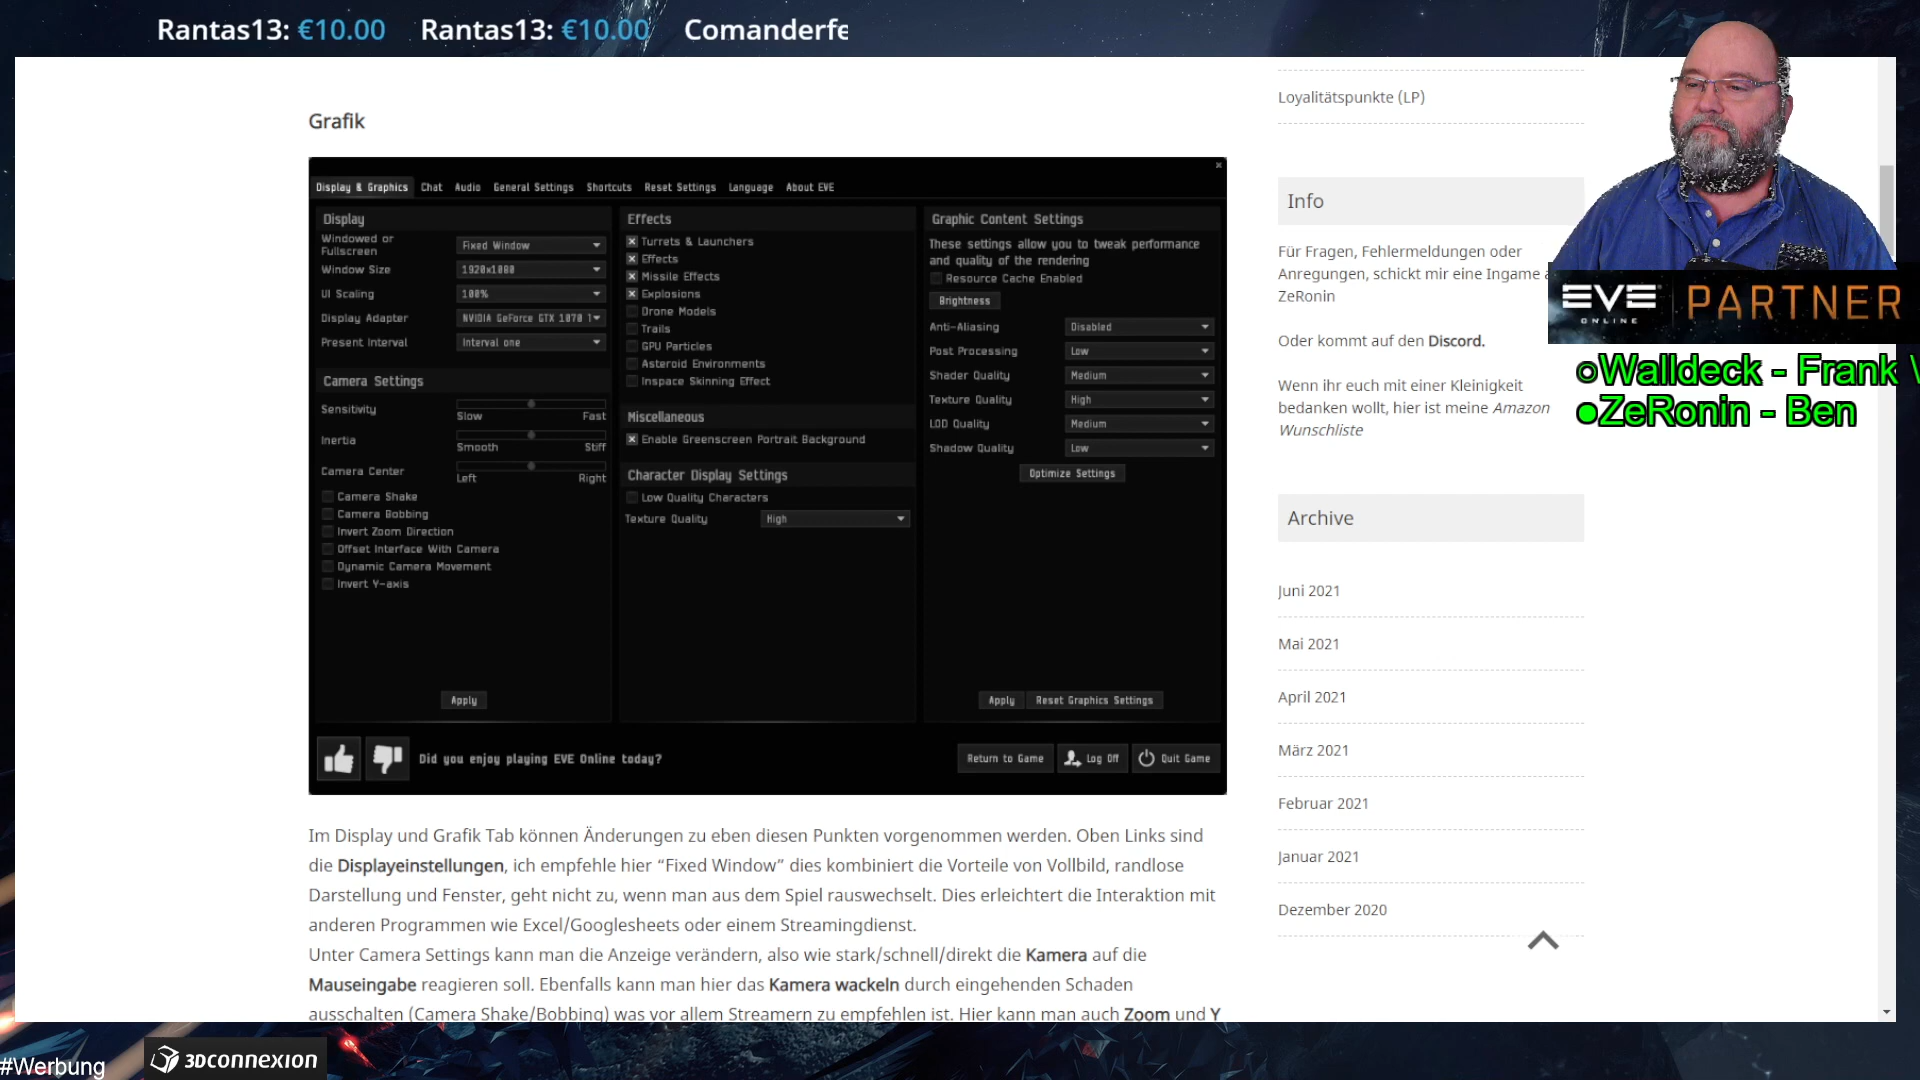 Rantas13: €10.00 Rantas13: €10.00 Comanderfe
Grafik
Display & Graphics Chat Audio General Settings Shortcuts Reset Settings Language About EVE
Display
Windowed or
Fullscreen
Fixed Window
Window Size 1920x1080
UI Scaling 100%
Display Adapter NVIDIA GeForce GTX 1070
Present Interval Interval one
Camera Settings
Sensitivity
Slow Fast
Inertia
Smooth Stiff
Camera Center
Left Right
Camera Shake
Camera Bobbing
Invert Zoom Direction
Offset Interface With Camera
Dynamic Camera Movement
Invert Y-axis
Apply
Effects
Turrets & Launchers
Effects
Missile Effects
Explosions
Drone Models
Trails
GPU Particles
Asteroid Environments
Inspace Skinning Effect
Miscellaneous
Enable Greenscreen Portrait Background
Character Display Settings
Low Quality Characters
Texture Quality High
Graphic Content Settings
These settings allow you to tweak performance
and quality of the rendering
Resource Cache Enabled
Brightness
Anti-Aliasing Disabled
Post Processing Low
Shader Quality Medium
Texture Quality High
LOD Quality Medium
Shadow Quality Low
Optimize Settings
Apply Reset Graphics Settings
Did you enjoy playing EVE Online today?
Return to Game Log Off Quit Game
Im Display und Grafik Tab können Änderungen zu eben diesen Punkten vorgenommen werden. Oben Links sind
die Displayeinstellungen, ich empfehle hier “Fixed Window” dies kombiniert die Vorteile von Vollbild, randlose
Darstellung und Fenster, geht nicht zu, wenn man aus dem Spiel rauswechselt. Dies erleichtert die Interaktion mit
anderen Programmen wie Excel/Googlesheets oder einem Streamingdienst.
Unter Camera Settings kann man die Anzeige verändern, also wie stark/schnell/direkt die Kamera auf die
Mauseingabe reagieren soll. Ebenfalls kann man hier das Kamera wackeln durch eingehenden Schaden
ausschalten (Camera Shake/Bobbing) was vor allem Streamern zu empfehlen ist. Hier kann man auch Zoom und Y
Loyalitätspunkte (LP)
Info
Für Fragen, Fehlermeldungen oder
Anregungen, schickt mir eine Ingame
ZeRonin
Oder kommt auf den Discord.
Wenn ihr euch mit einer Kleinigkeit
bedanken wollt, hier ist meine Amazon
Wunschliste
Archive
Juni 2021
Mai 2021
April 2021
März 2021
Februar 2021
Januar 2021
Dezember 2020
EVE ONLINE PARTNER
Walldeck - Frank
ZeRonin - Ben
#Werbung
3DCONNEXION